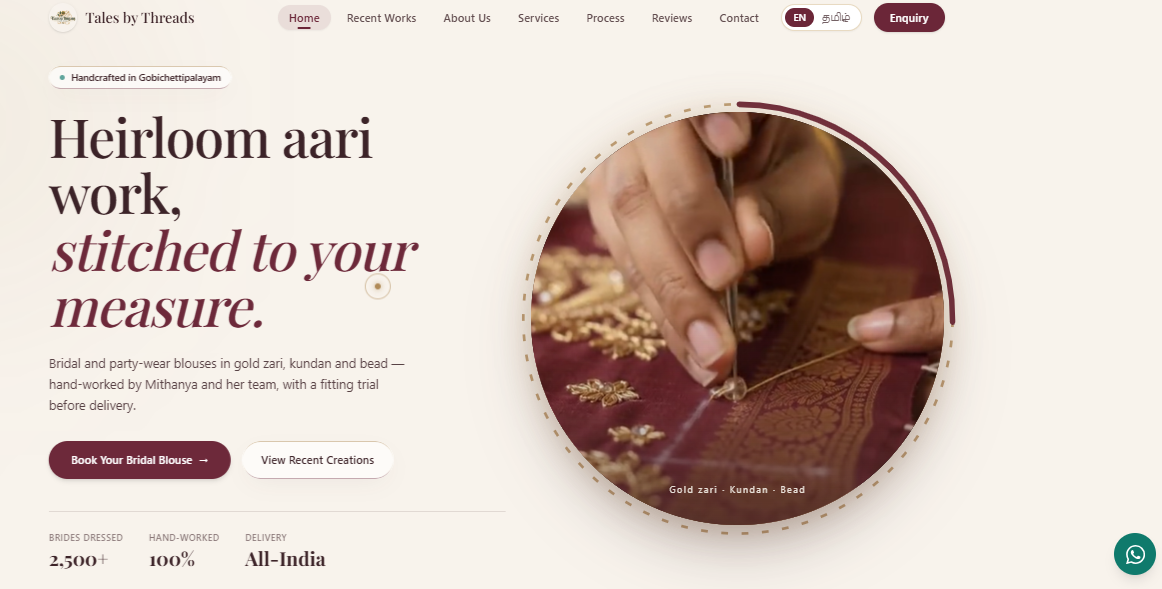 Tales by Threads
Home
Recent Works
About Us
Services
Process
Reviews
Contact
EN
தமிழ்
Enquiry
Handcrafted in Gobichettipalayam
Heirloom aari
work,
stitched to your
measure.
Bridal and party-wear blouses in gold zari, kundan and bead —
hand-worked by Mithanya and her team, with a fitting trial
before delivery.
Book Your Bridal Blouse →
View Recent Creations
Gold zari · Kundan · Bead
BRIDES DRESSED
2,500+
HAND-WORKED
100%
DELIVERY
All-India